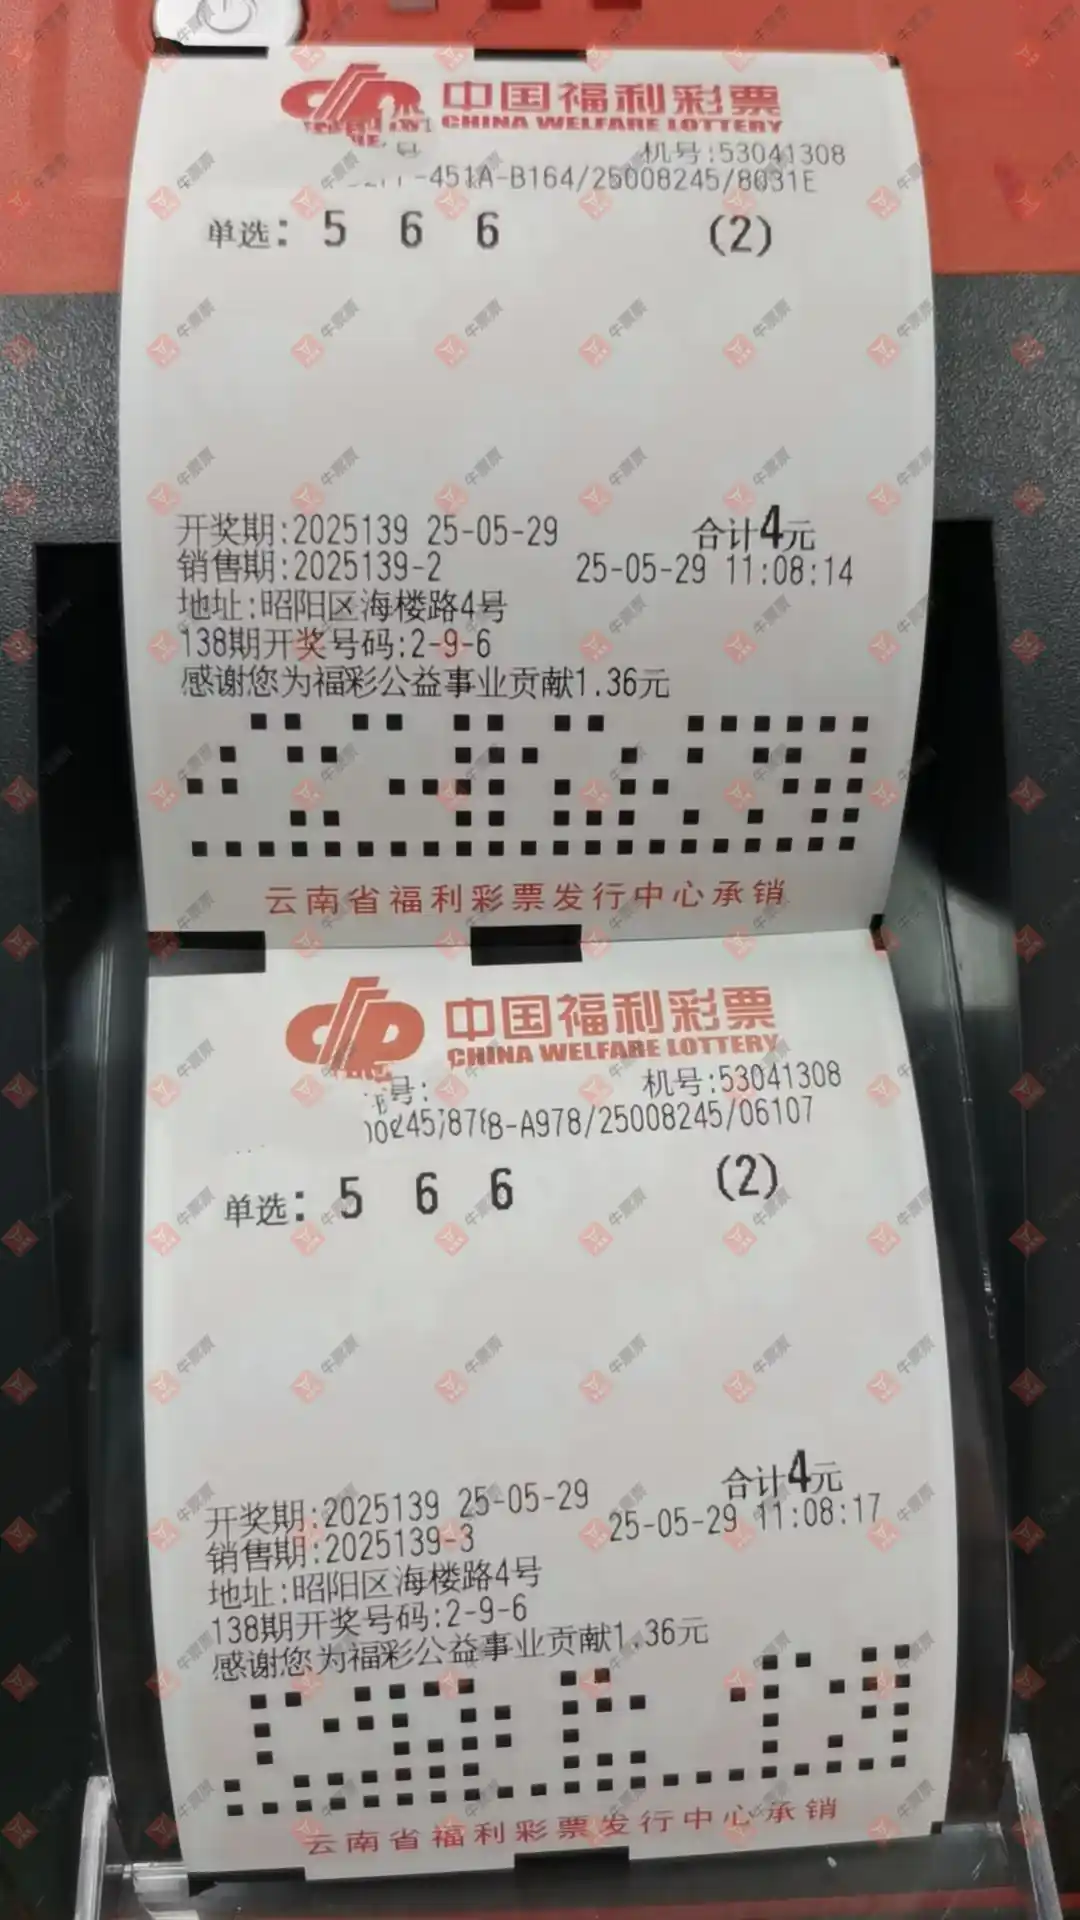 中国福利彩票
CHINA WELFARE LOTTERY
号 机号:53041308
-451A-B164/25008245/8031E
单选: 5 6 6 (2)
开奖期:2025139 25-05-29 合计4元
销售期:2025139-2 25-05-29 11:08:14
地址:昭阳区海楼路4号
138期开奖号码:2-9-6
感谢您为福彩公益事业贡献1.36元
云南省福利彩票发行中心承销
中国福利彩票
CHINA WELFARE LOTTERY
号: 机号:53041308
B-A978/25008245/06107
单选: 5 6 6 (2)
合计4元
开奖期:2025139 25-05-29
销售期:2025139-3 25-05-29 11:08:17
地址:昭阳区海楼路4号
138期开奖号码:2-9-6
感谢您为福彩公益事业贡献1.36元
云南省福利彩票发行中心承销
牛票票